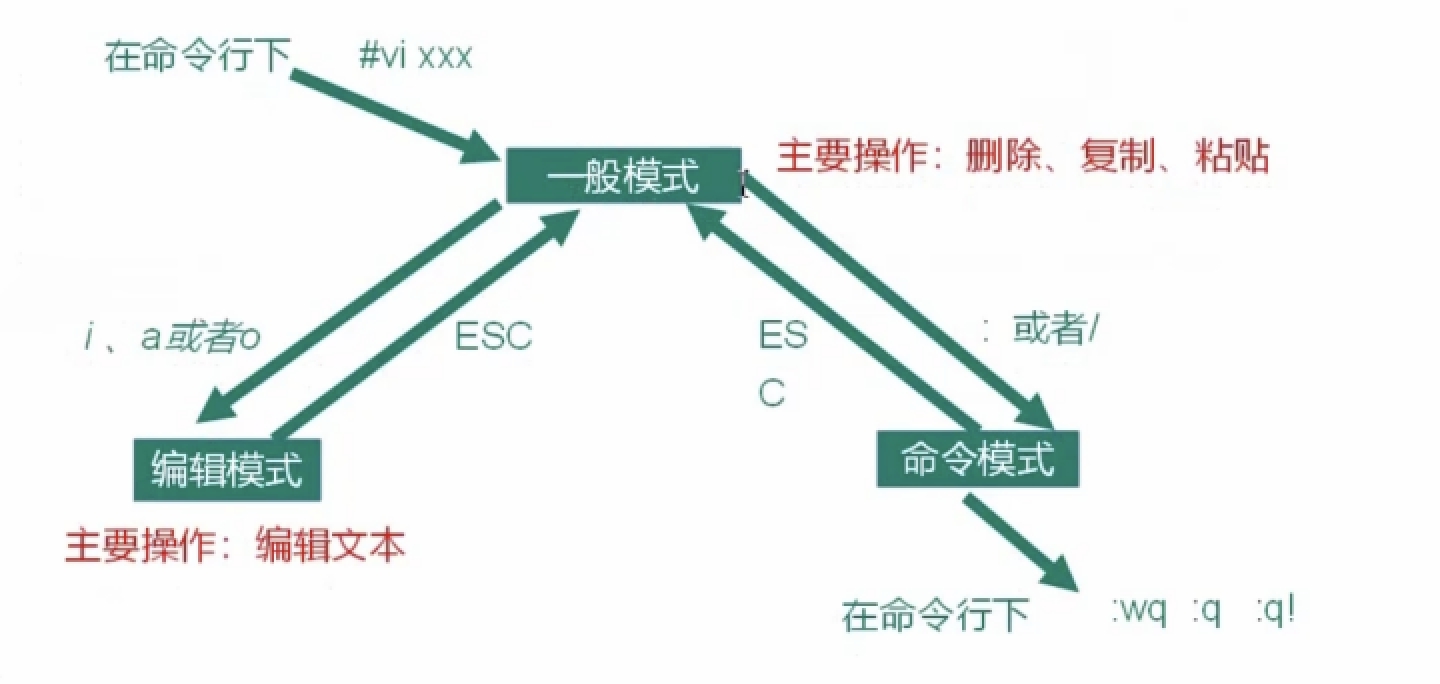 在命令行下 #vi xxx
一般模式
主要操作：删除、复制、粘贴
i 、a或者o
ESC
ES
C
：或者/
编辑模式
命令模式
主要操作：编辑文本
在命令行下 :wq :q :q!